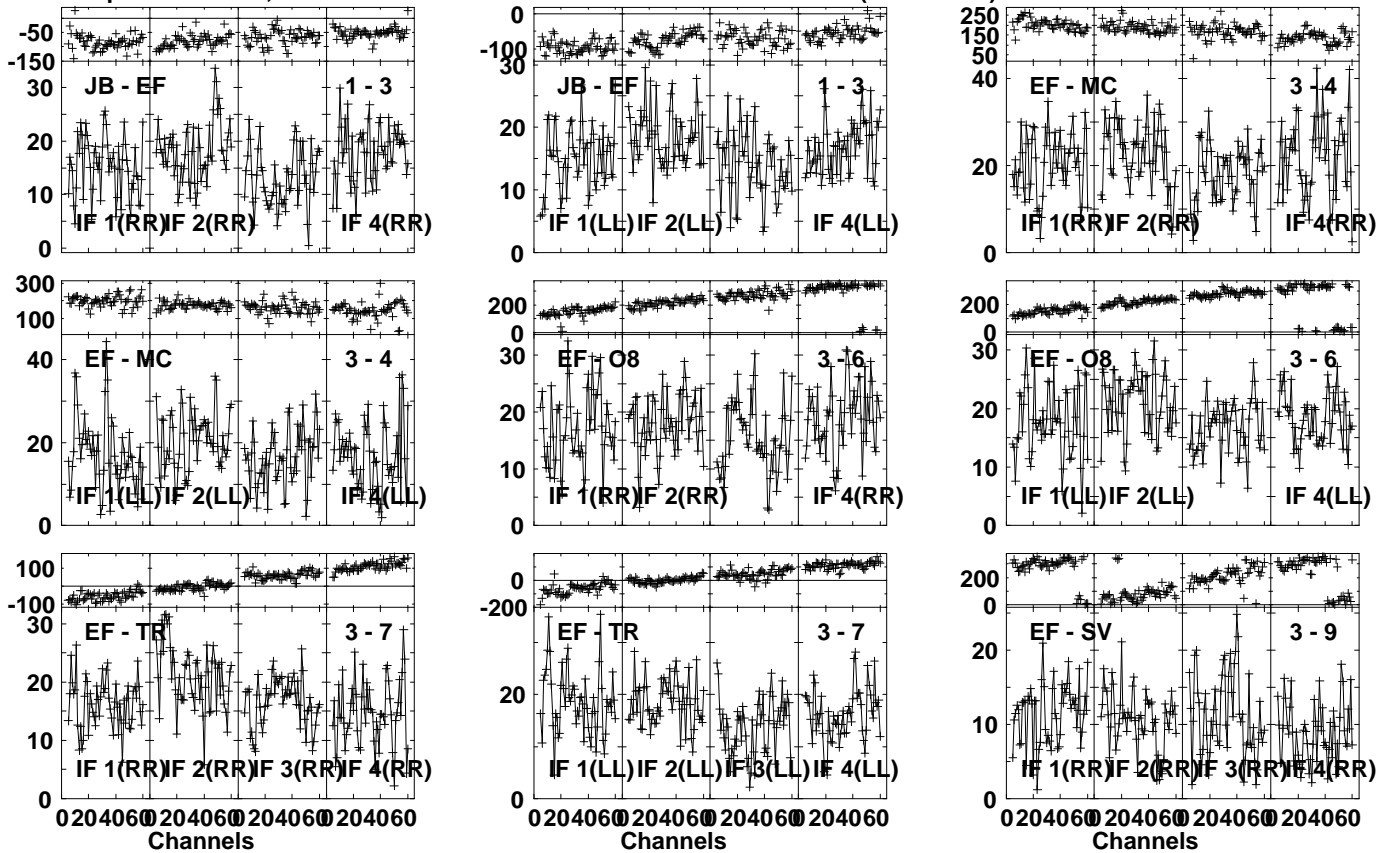 -50
-150
30
20
10
0
JB - EF 1 - 3
IF 1(RR) IF 2(RR) IF 4(RR)
0
-100
30
20
10
0
JB - EF 1 - 3
IF 1(LL) IF 2(LL) IF 4(LL)
250
150
50
40
20
0
EF - MC 3 - 4
IF 1(RR) IF 2(RR) IF 4(RR)
300
100
40
20
0
EF - MC 3 - 4
IF 1(LL) IF 2(LL) IF 4(LL)
200
0
30
20
10
0
EF - O8 3 - 6
IF 1(RR) IF 2(RR) IF 4(RR)
200
0
30
20
10
0
EF - O8 3 - 6
IF 1(LL) IF 2(LL) IF 4(LL)
100
-100
30
20
10
0
EF - TR 3 - 7
IF 1(RR) IF 2(RR) IF 3(RR) IF 4(RR)
0
-200
20
0
EF - TR 3 - 7
IF 1(LL) IF 2(LL) IF 3(LL) IF 4(LL)
200
0
20
10
0
EF - SV 3 - 9
IF 1(RR) IF 2(RR) IF 3(RR) IF 4(RR)
0 20 40 60 0 20 40 60 0 20 40 60 0 20 40 60
Channels
0 20 40 60 0 20 40 60 0 20 40 60 0 20 40 60
Channels
0 20 40 60 0 20 40 60 0 20 40 60 0 20 40 60
Channels